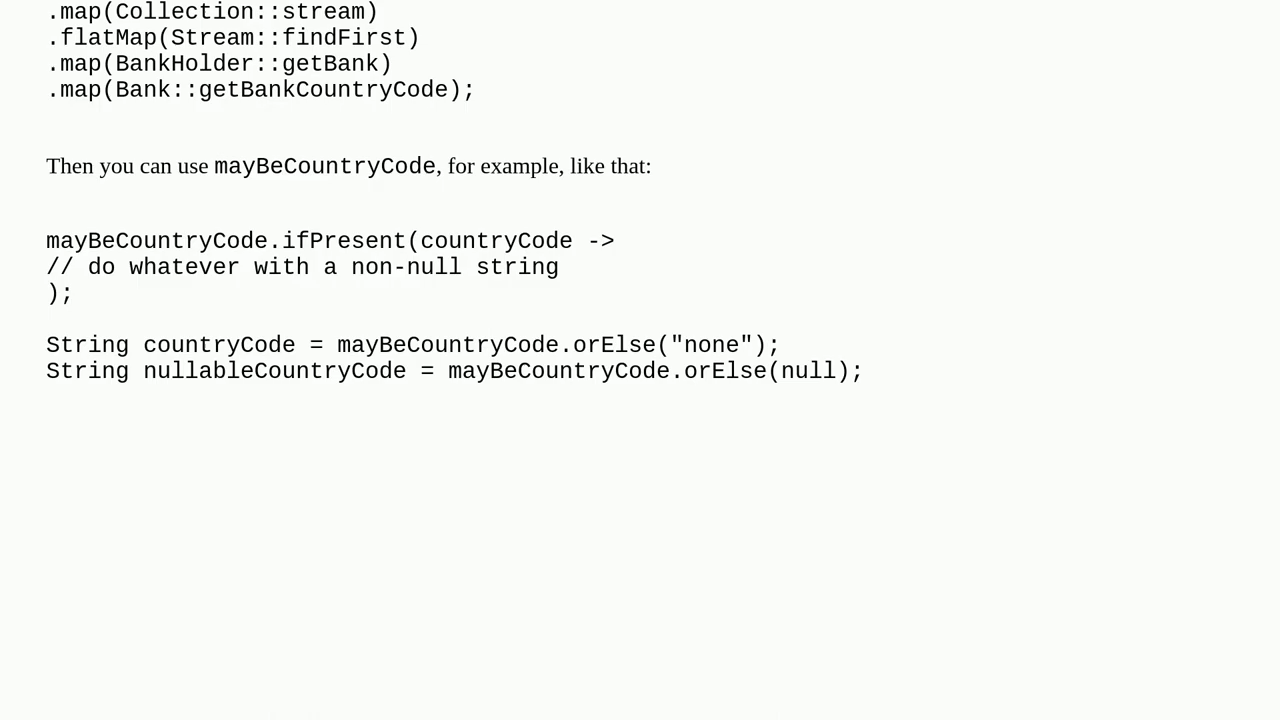 .map(Collection::stream)
.flatMap(Stream::findFirst)
.map(BankHolder::getBank)
.map(Bank::getBankCountryCode);
Then you can use mayBeCountryCode, for example, like that:
mayBeCountryCode.ifPresent(countryCode ->
// do whatever with a non-null string
);
String countryCode = mayBeCountryCode.orElse("none");
String nullableCountryCode = mayBeCountryCode.orElse(null);